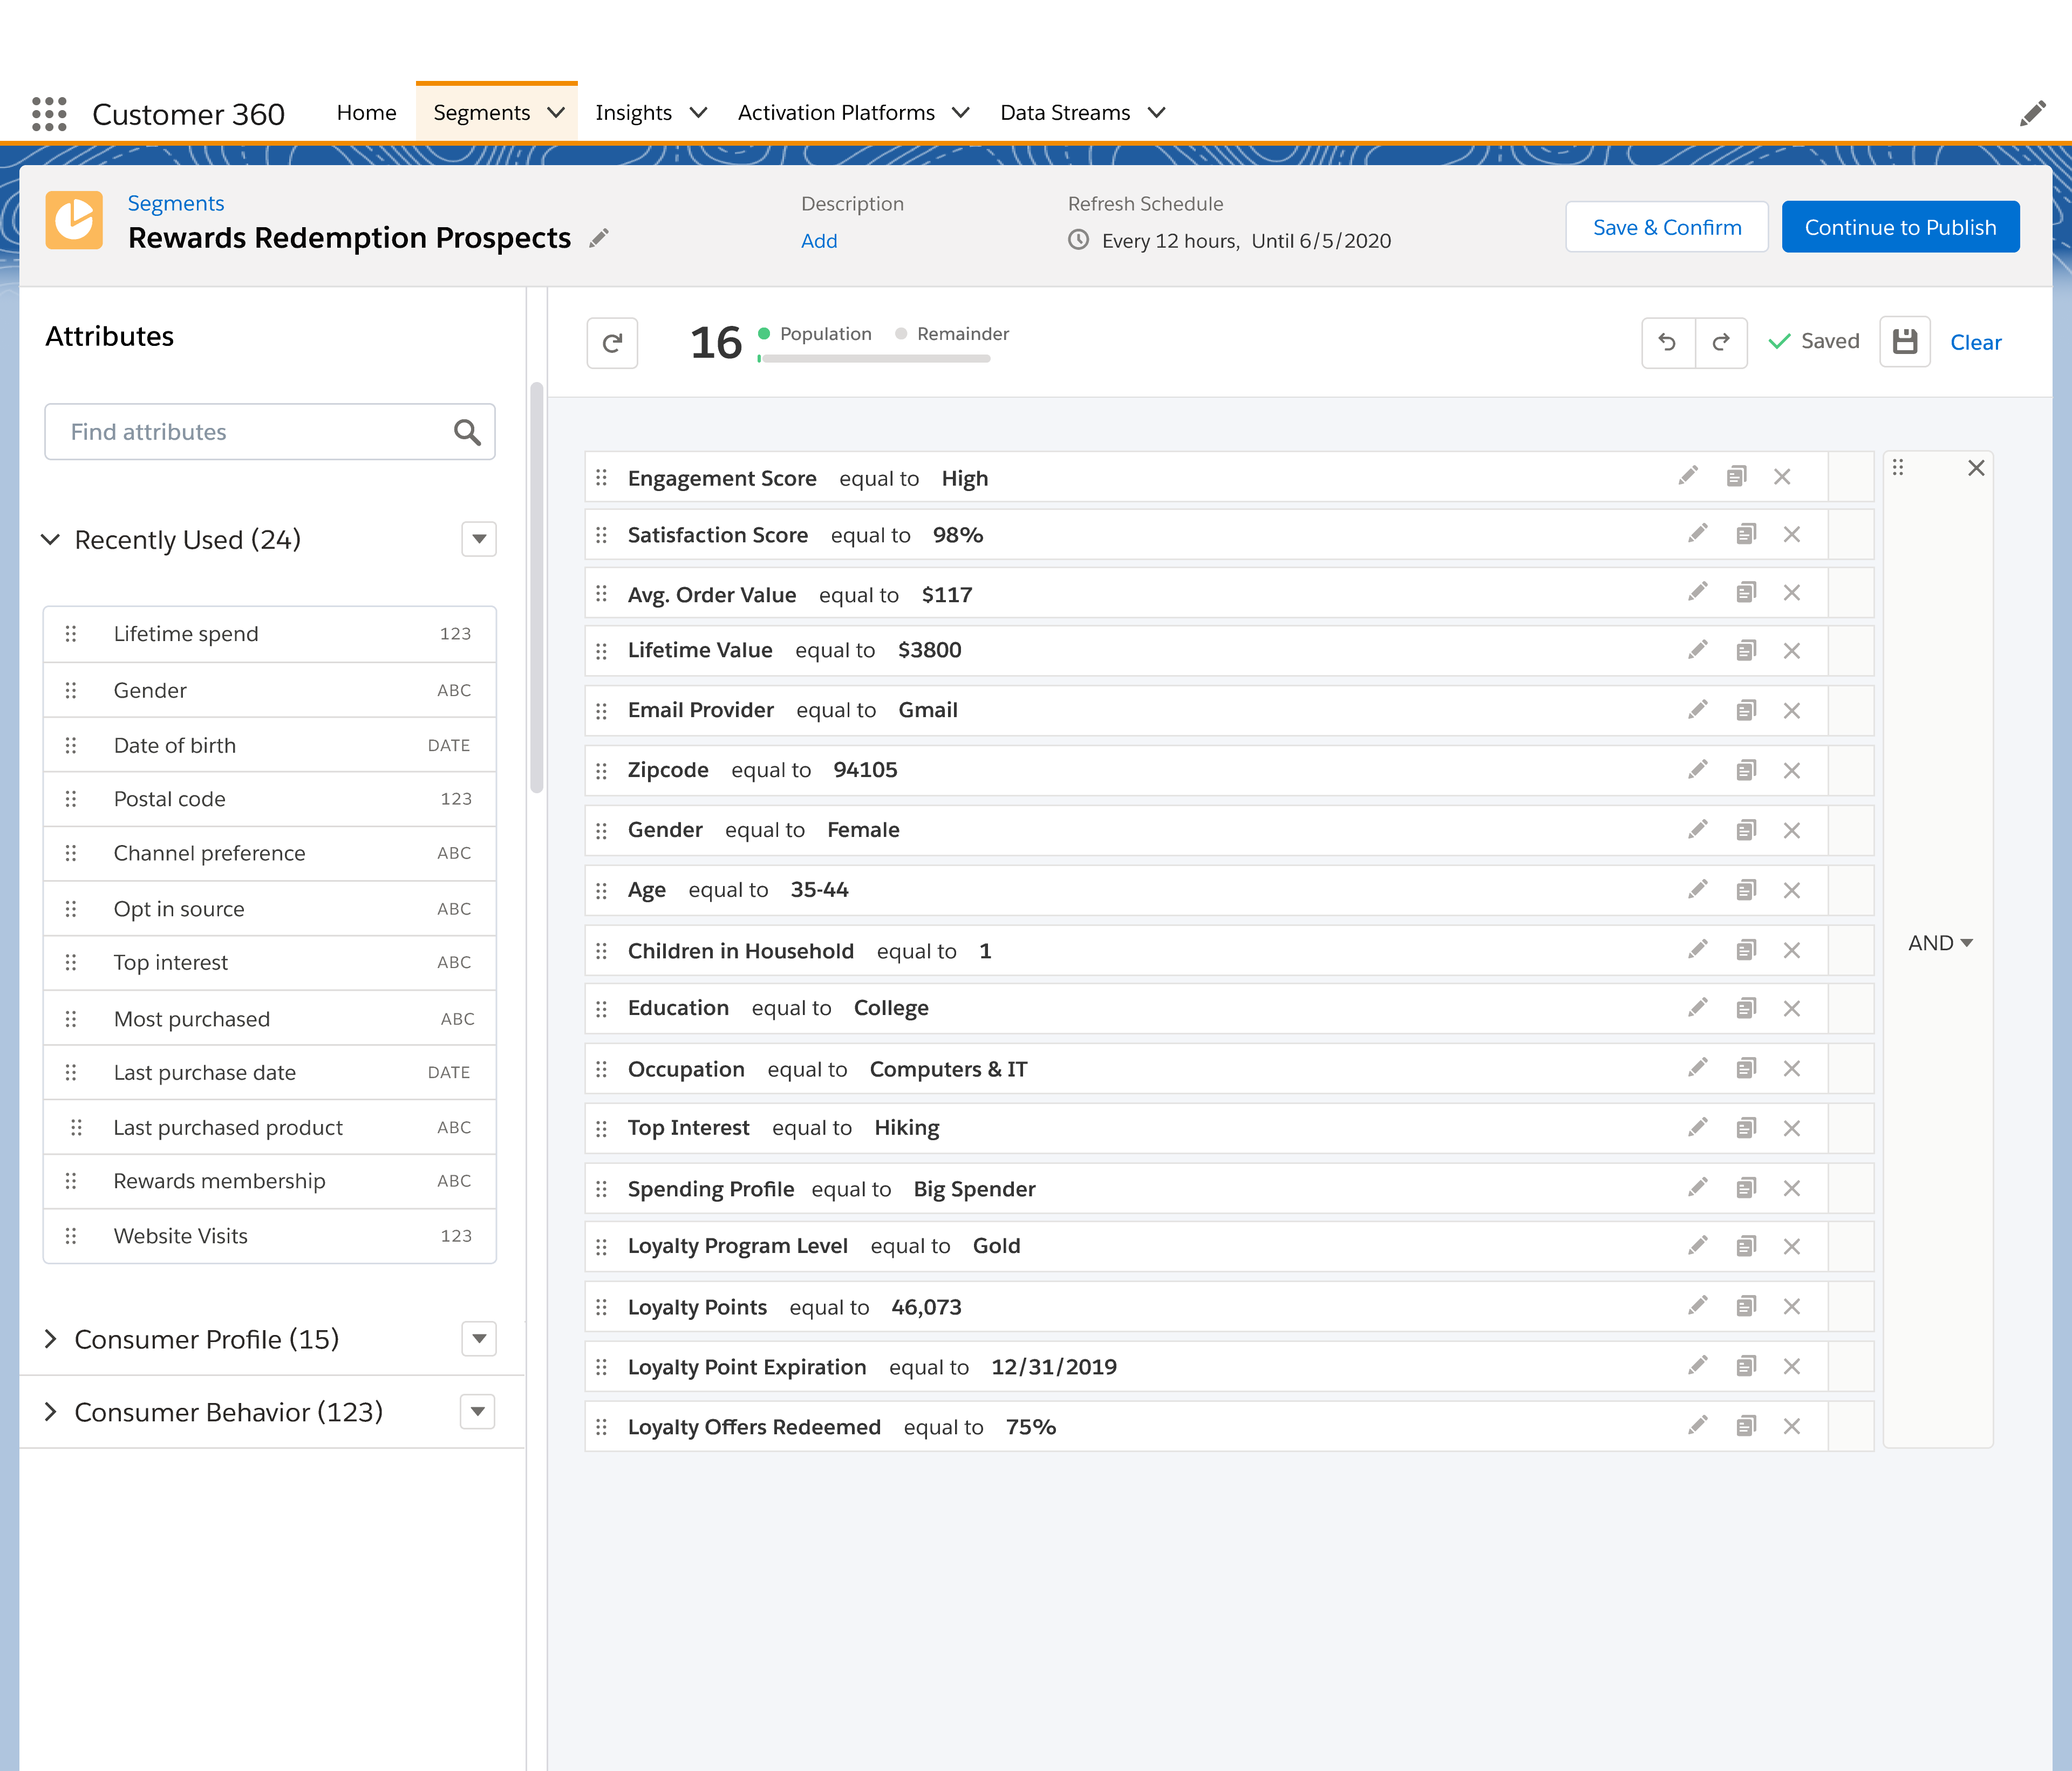 Customer 360 Home Segments Insights Activation Platforms Data Streams
Segments
Rewards Redemption Prospects
Description
Add
Refresh Schedule
Every 12 hours, Until 6/5/2020
Save & Confirm
Continue to Publish
Attributes
Find attributes
Recently Used (24)
Lifetime spend 123
Gender ABC
Date of birth DATE
Postal code 123
Channel preference ABC
Opt in source ABC
Top interest ABC
Most purchased ABC
Last purchase date DATE
Last purchased product ABC
Rewards membership ABC
Website Visits 123
Consumer Profile (15)
Consumer Behavior (123)
16 Population Remainder
Saved Clear
Engagement Score equal to High
Satisfaction Score equal to 98%
Avg. Order Value equal to $117
Lifetime Value equal to $3800
Email Provider equal to Gmail
Zipcode equal to 94105
Gender equal to Female
Age equal to 35-44
Children in Household equal to 1
Education equal to College
Occupation equal to Computers & IT
Top Interest equal to Hiking
Spending Profile equal to Big Spender
Loyalty Program Level equal to Gold
Loyalty Points equal to 46,073
Loyalty Point Expiration equal to 12/31/2019
Loyalty Offers Redeemed equal to 75%
AND